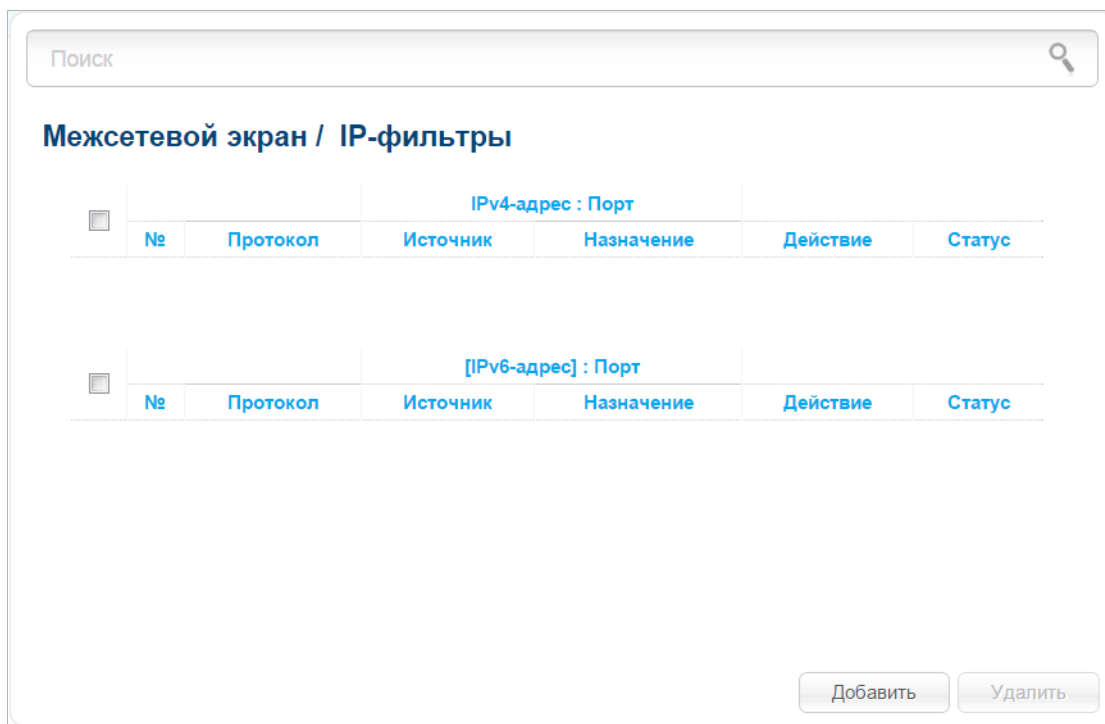 Поиск
Межсетевой экран / IP-фильтры
IPv4-адрес : Порт
№ Протокол Источник Назначение Действие Статус
[IPv6-адрес] : Порт
№ Протокол Источник Назначение Действие Статус
Добавить Удалить